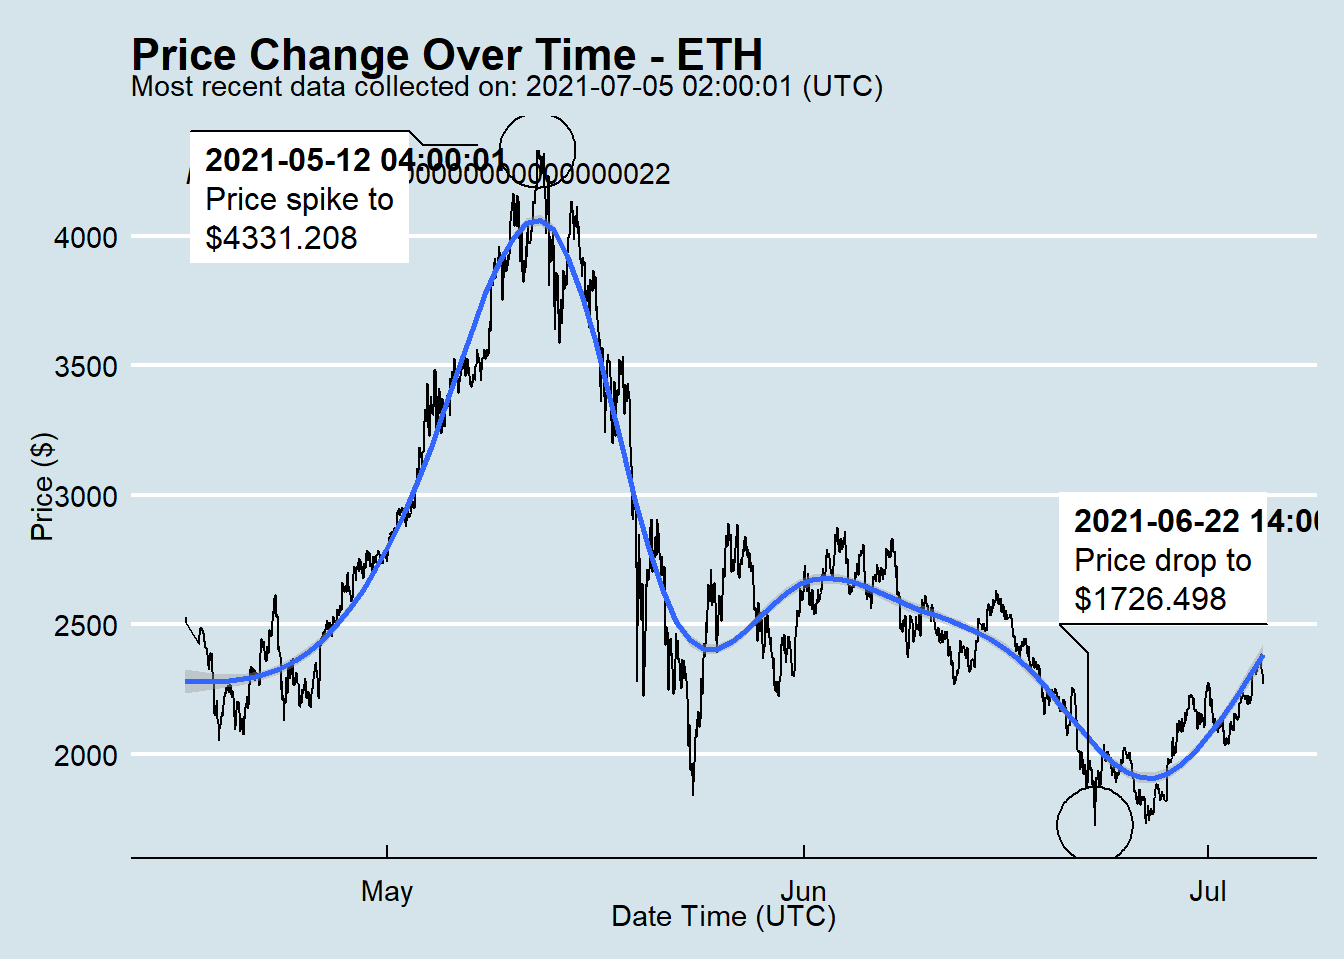 Price Change Over Time - ETH
Most recent data collected on: 2021-07-05 02:00:01 (UTC)
2021-05-12 04:00:01
Price spike to
$4331.208
4000
3500
3000
2500
2000
Price ($)
2021-06-22 14:00
Price drop to
$1726.498
May
Jun
Jul
Date Time (UTC)